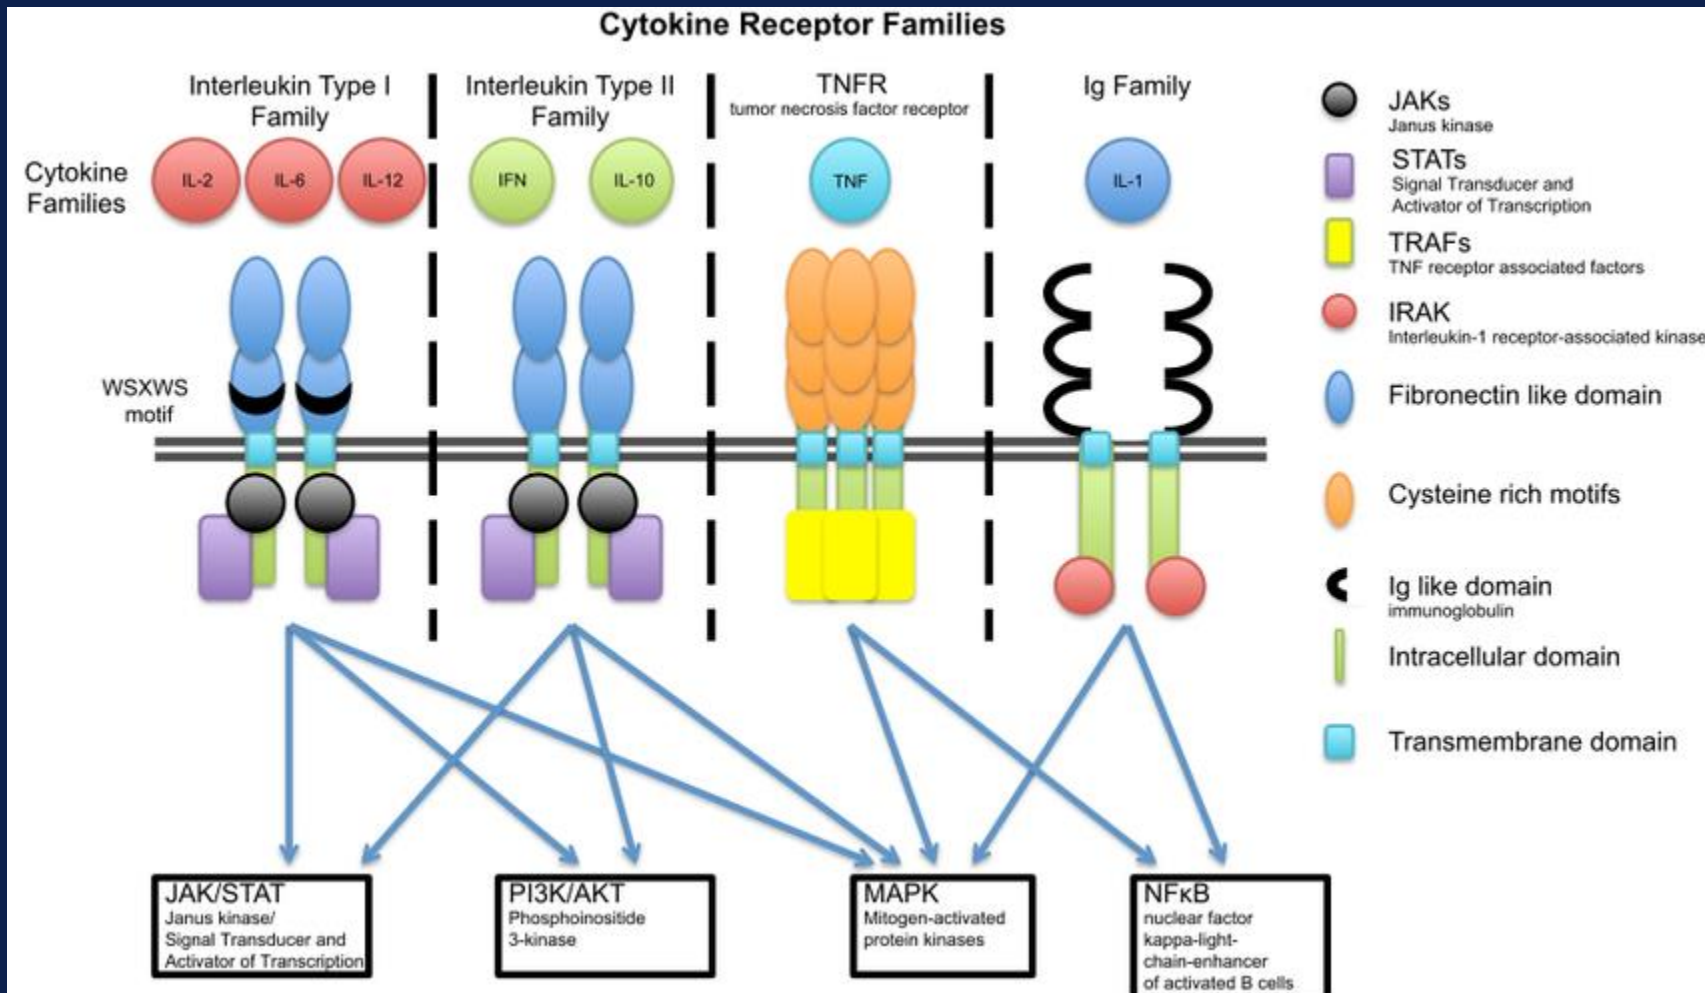 Cytokine Receptor Families
Interleukin Type I
Family
Interleukin Type II
Family
TNFR
tumor necrosis factor receptor
Ig Family
Cytokine
Families
IL-2
IL-6
IL-12
IFN
IL-10
TNF
IL-1
WSXWS
motif
JAKs
Janus kinase
STATs
Signal Transducer and
Activator of Transcription
TRAFs
TNF receptor associated factors
IRAK
Interleukin-1 receptor-associated kinase
Fibronectin like domain
Cysteine rich motifs
Ig like domain
immunoglobulin
Intracellular domain
Transmembrane domain
JAK/STAT
Janus kinase/
Signal Transducer and
Activator of Transcription
PI3K/AKT
Phosphoinositide
3-kinase
MAPK
Mitogen-activated
protein kinases
NFκB
nuclear factor
kappa-light-
chain-enhancer
of activated B cells